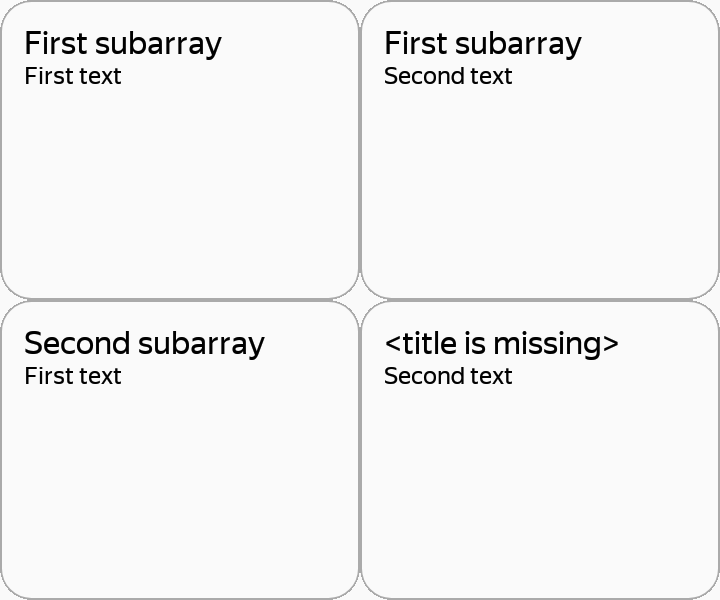 First subarray
First text
First subarray
Second text
Second subarray
First text
<title is missing>
Second text